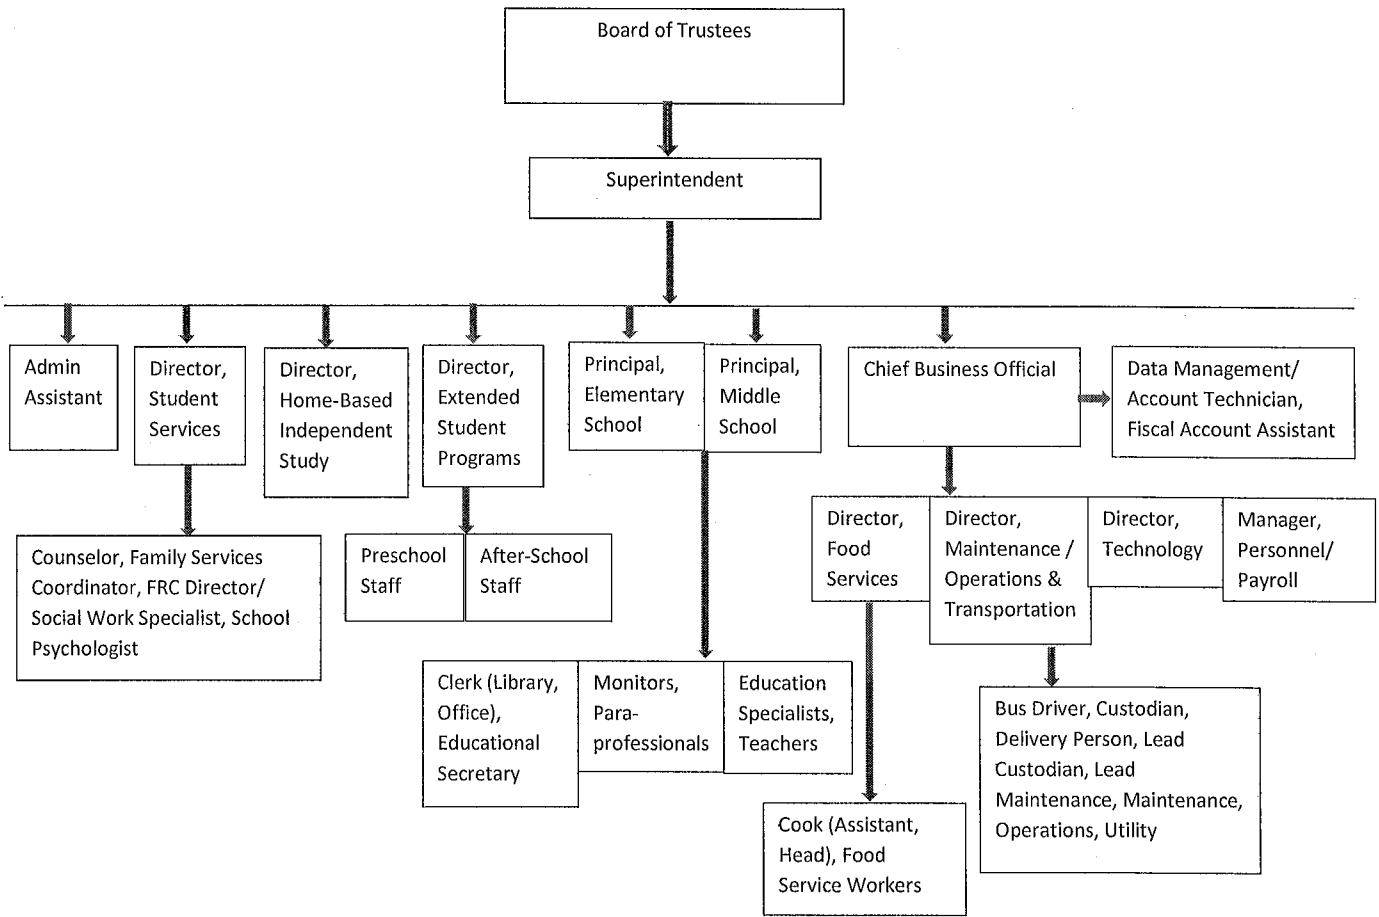 Board of Trustees
Superintendent
Admin
Assistant
Director,
Student
Services
Director,
Home-Based
Independent
Study
Director,
Extended
Student
Programs
Principal,
Elementary
School
Principal,
Middle
School
Chief Business Official
Data Management/
Account Technician,
Fiscal Account Assistant
Counselor, Family Services
Coordinator, FRC Director/
Social Work Specialist, School
Psychologist
Preschool
Staff
After-School
Staff
Director,
Food
Services
Director,
Maintenance /
Operations &
Transportation
Director,
Technology
Manager,
Personnel/
Payroll
Clerk (Library,
Office),
Educational
Secretary
Monitors,
Para-
professionals
Education
Specialists,
Teachers
Bus Driver, Custodian,
Delivery Person, Lead
Custodian, Lead
Maintenance, Maintenance,
Operations, Utility
Cook (Assistant,
Head), Food
Service Workers